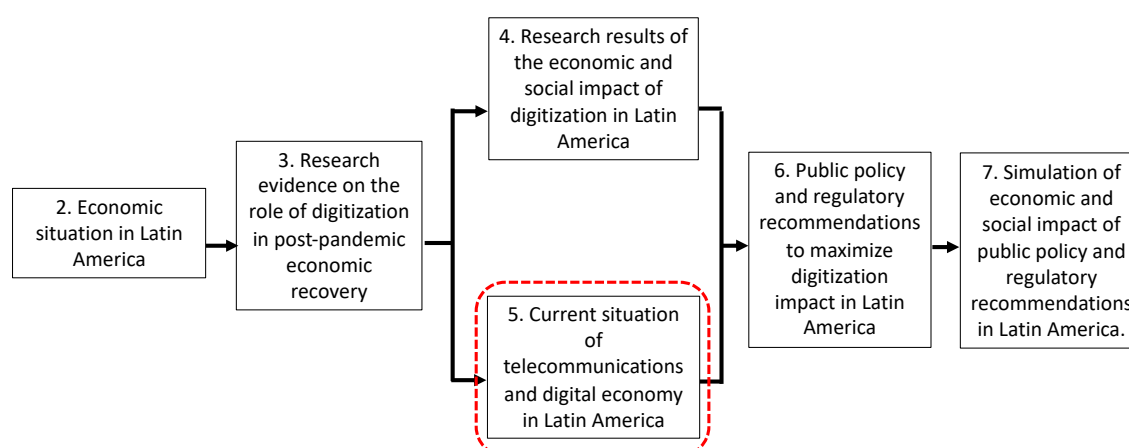 2. Economic
situation in Latin
America
3. Research
evidence on the
role of digitization
in post-pandemic
economic
recovery
4. Research results of
the economic and
social impact of
digitization in Latin
America
5. Current situation
of
telecommunications
and digital economy
in Latin America
6. Public policy
and regulatory
recommendations
to maximize
digitization
impact in Latin
America
7. Simulation of
economic and
social impact of
public policy and
regulatory
recommendations
in Latin America.